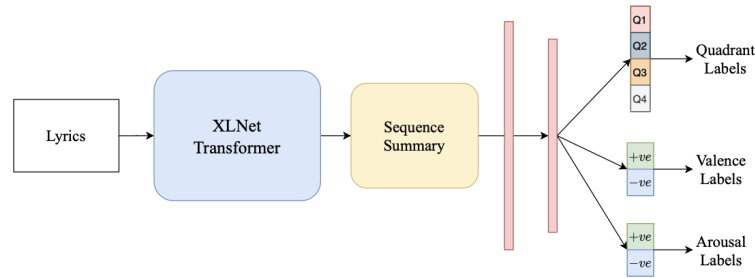 Lyrics
XLNet
Transformer
Sequence
Summary
Q1
Q2
Q3
Q4
Quadrant
Labels
+ve
-ve
Valence
Labels
+ve
-ve
Arousal
Labels